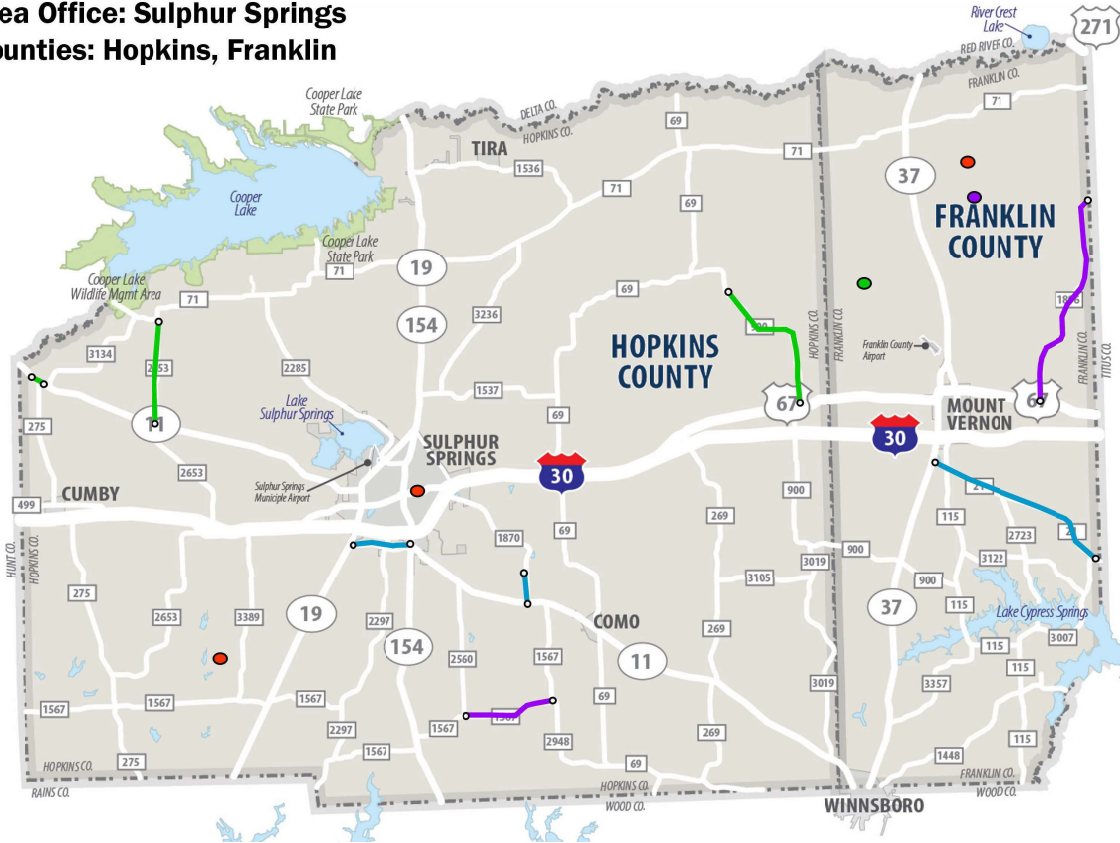 ea Office: Sulphur Springs
ounties: Hopkins, Franklin
River Crest
Lake
271
RED RIVER CO.
FRANKLIN CO.
71
Cooper Lake
State Park
DELTA CO.
HOPKINS CO.
69
TIRA
1536
71
71
37
69
Cooper
Lake
FRANKLIN
COUNTY
Cooper Lake
State Park
71
19
Cooper Lake
Wildlife Mgmt Area
71
69
154
3236
HOPKINS
COUNTY
HOPKINS CO.
FRANKLIN CO.
Franklin County
Airport
FRANKLIN CO.
TITUS CO.
3134
2285
1537
67
67
69
Lake
Sulphur Springs
275
MOUNT
VERNON
30
SULPHUR
SPRINGS
30
2653
Sulphur Springs
Municiple Airport
CUMBY
499
900
269
115
69
1870
2723
HUNT CO.
HOPKINS CO.
900
3019
3122
3105
900
275
2653
3389
19
2297
154
COMO
37
115
Lake Cypress Springs
269
115
3007
2560
1567
11
115
3019
3357
1567
1567
1567
69
2297
1567
1567
2948
269
115
275
69
1448
HOPKINS CO.
RAINS CO.
HOPKINS CO.
WOOD CO.
FRANKLIN CO.
WOOD CO.
WINNSBORO